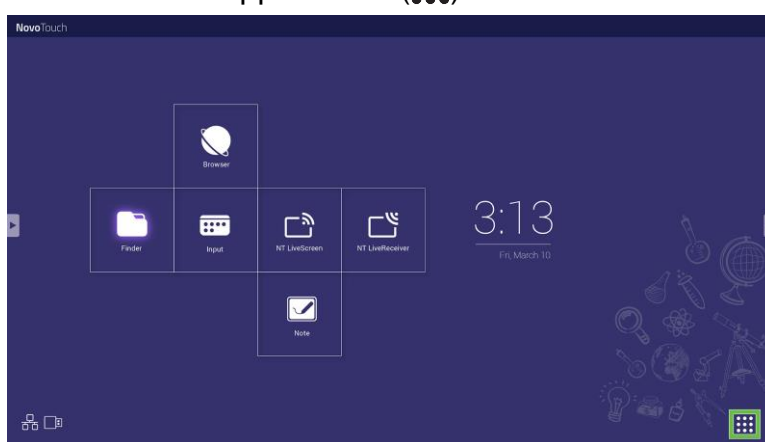 NovoTouch
Browser
Finder
Input
NT LiveScreen
NT LiveReceiver
3:13
Fri, March 10
Note